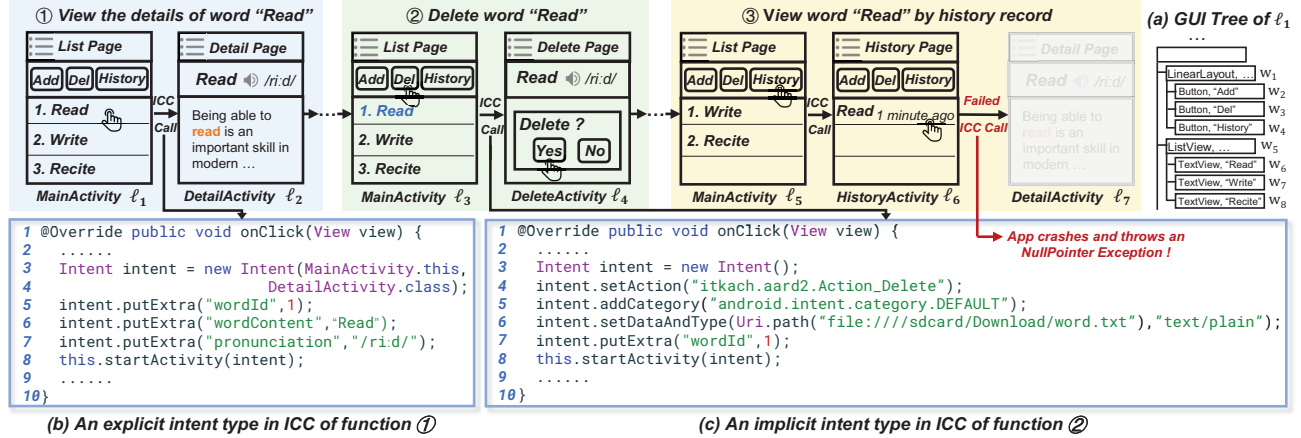 ① View the details of word “Read”
List Page
Add Del History
1. Read
2. Write
3. Recite
MainActivity ℓ1
ICC
Call
Detail Page
Read /ri:d/
Being able to
read is an
important skill in
modern ...
DetailActivity ℓ2
② Delete word “Read”
List Page
Add Del History
1. Read
2. Write
3. Recite
MainActivity ℓ3
ICC
Call
Delete Page
Read /ri:d/
Delete ?
Yes No
DeleteActivity ℓ4
③ View word “Read” by history record
List Page
Add Del History
1. Write
2. Recite
MainActivity ℓ5
ICC
Call
History Page
Add Del History
Read 1 minute ago
HistoryActivity ℓ6
Failed
ICC Call
Detail Page
Read /ri:d/
Being able to
read is an
important skill in
modern ...
DetailActivity ℓ7
App crashes and throws an
NullPointer Exception !
(a) GUI Tree of ℓ1
...
LinearLayout, ... w1
Button, “Add” w2
Button, “Del” w3
Button, “History” w4
ListView, ... w5
TextView, “Read” w6
TextView, “Write” w7
TextView, “Recite” w8
1 @Override public void onClick(View view) {
2 ......
3 Intent intent = new Intent(MainActivity.this,
4 DetailActivity.class);
5 intent.putExtra("wordId",1);
6 intent.putExtra("wordContent",“Read”);
7 intent.putExtra("pronunciation","/ri:d/");
8 this.startActivity(intent);
9 ......
10 }
(b) An explicit intent type in ICC of function ①
1 @Override public void onClick(View view) {
2 ......
3 Intent intent = new Intent();
4 intent.setAction("itkach.aard2.Action_Delete");
5 intent.addCategory("android.intent.category.DEFAULT");
6 intent.setDataAndType(Uri.path(“file:////sdcard/Download/word.txt”),"text/plain”);
7 intent.putExtra("wordId",1);
8 this.startActivity(intent);
9 ......
10 }
(c) An implicit intent type in ICC of function ②